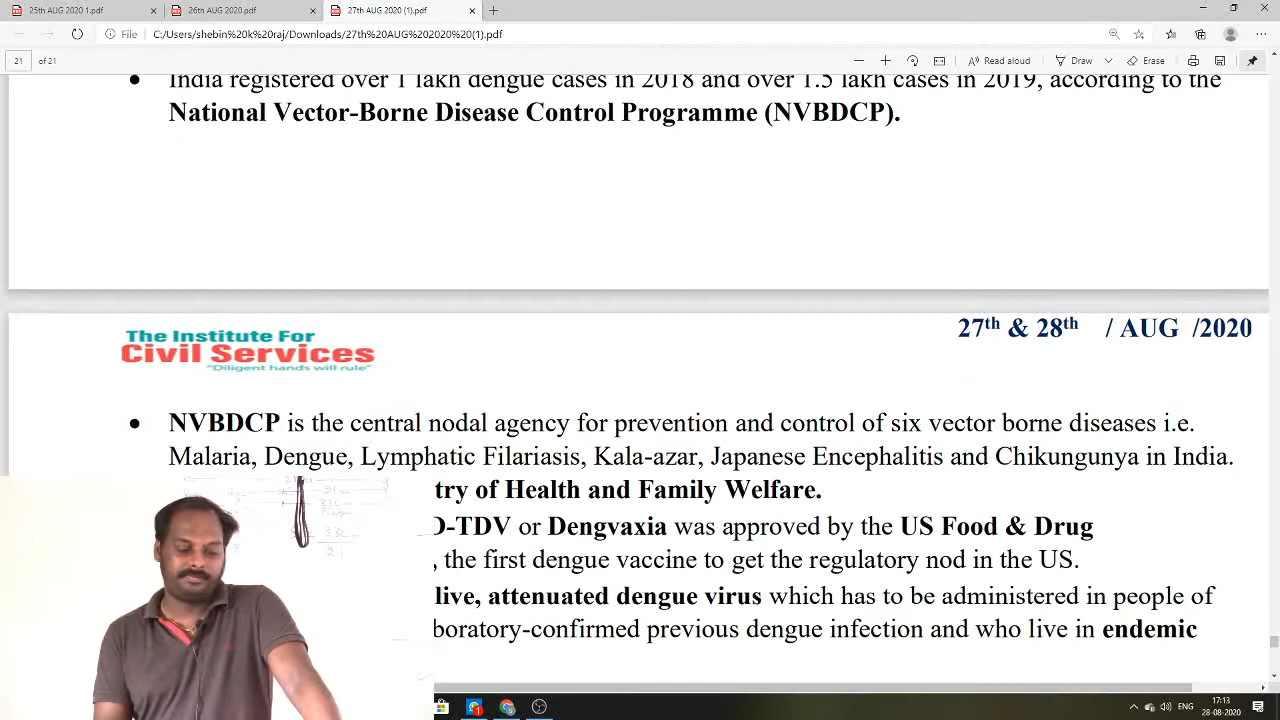 25th AUG 2020 1.pdf
26th AUG 2020.pdf
27th AUG 2020 (1).pdf
File
C:/Users/shebin%20k%20raj/Downloads/27th%20AUG%202020%20(1).pdf
21 of 21
Read aloud
Draw
Erase
India registered over 1 lakh dengue cases in 2018 and over 1.5 lakh cases in 2019, according to the
National Vector-Borne Disease Control Programme (NVBDCP).
27th & 28th / AUG /2020
The Institute For
Civil Services
"Diligent hands will rule"
NVBDCP is the central nodal agency for prevention and control of six vector borne diseases i.e.
Malaria, Dengue, Lymphatic Filariasis, Kala-azar, Japanese Encephalitis and Chikungunya in India.
try of Health and Family Welfare.
D-TDV or Dengvaxia was approved by the US Food & Drug
, the first dengue vaccine to get the regulatory nod in the US.
live, attenuated dengue virus which has to be administered in people of
boratory-confirmed previous dengue infection and who live in endemic
ENG
17:13
28-08-2020